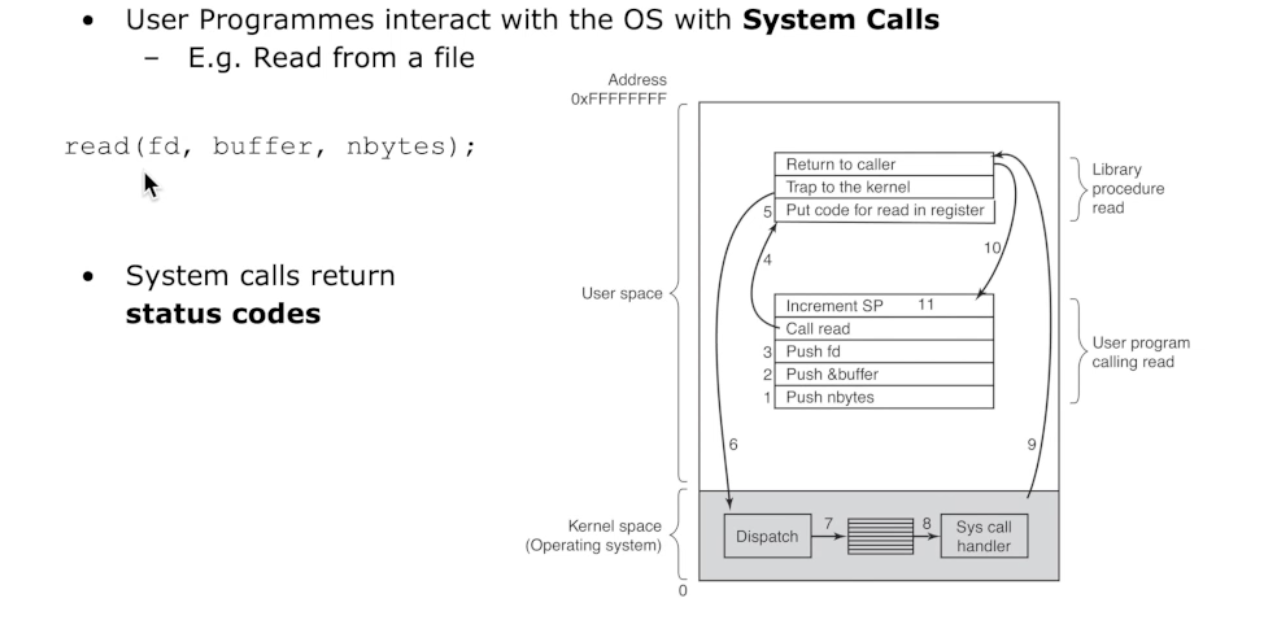 • User Programmes interact with the OS with System Calls
– E.g. Read from a file
read(fd, buffer, nbytes);
• System calls return
status codes
Address
0xFFFFFFFF
Return to caller
Trap to the kernel
5 Put code for read in register
Library
procedure
read
4
10
User space
Increment SP 11
Call read
3 Push fd
2 Push &buffer
1 Push nbytes
User program
calling read
6
9
Kernel space
(Operating system)
Dispatch
7
8
Sys call
handler
0